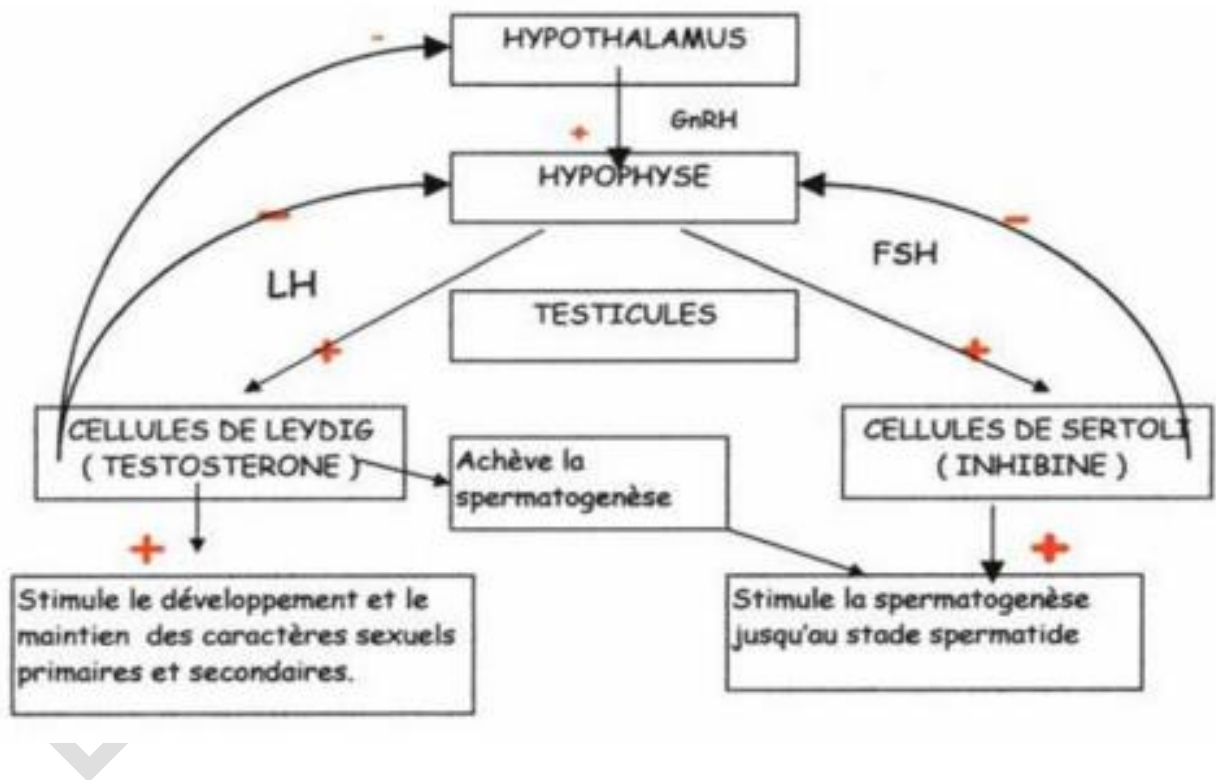 -
HYPOTHALAMUS
+
GnRH
HYPOPHYSE
-
-
LH
FSH
TESTICULES
+
+
CELLULES DE LEYDIG
( TESTOSTERONE )
CELLULES DE SERTOLI
( INHIBINE )
Achève la
spermatogenèse
+
+
Stimule le développement et le
maintien des caractères sexuels
primaires et secondaires.
Stimule la spermatogenèse
jusqu'au stade spermatide